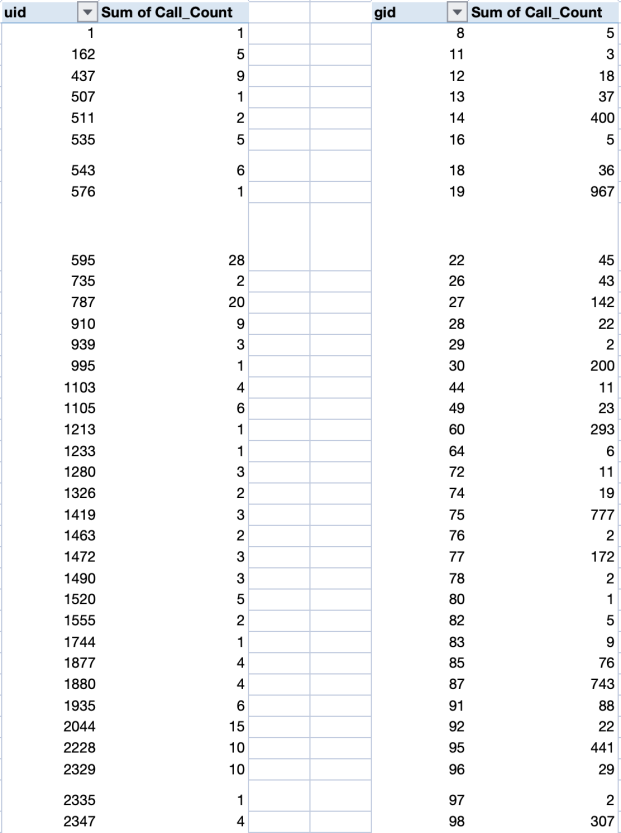 uid Sum of Call_Count gid Sum of Call_Count
1 1 8 5
162 5 11 3
437 9 12 18
507 1 13 37
511 2 14 400
535 5 16 5
543 6 18 36
576 1 19 967
595 28 22 45
735 2 26 43
787 20 27 142
910 9 28 22
939 3 29 2
995 1 30 200
1103 4 44 11
1105 6 49 23
1213 1 60 293
1233 1 64 6
1280 3 72 11
1326 2 74 19
1419 3 75 777
1463 2 76 2
1472 3 77 172
1490 3 78 2
1520 5 80 1
1555 2 82 5
1744 1 83 9
1877 4 85 76
1880 4 87 743
1935 6 91 88
2044 15 92 22
2228 10 95 441
2329 10 96 29
2335 1 97 2
2347 4 98 307